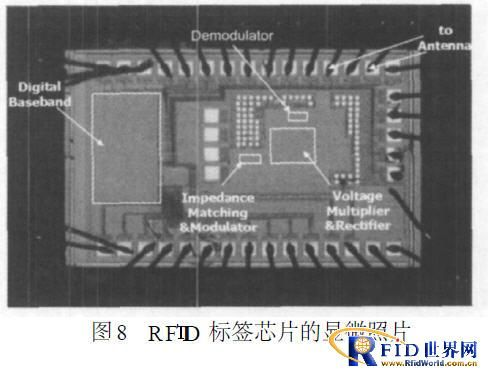 Demodulator
to
Antenna
Digital
Baseband
Impedance
Matching
&Modulator
Voltage
Multiplier
&Rectifier
图8 RFID 标签芯片的显微照片
RFID世界网
www.RfidWorld.com.cn